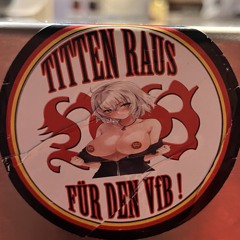 TITTEN RAUS
FÜR DEN VfB !